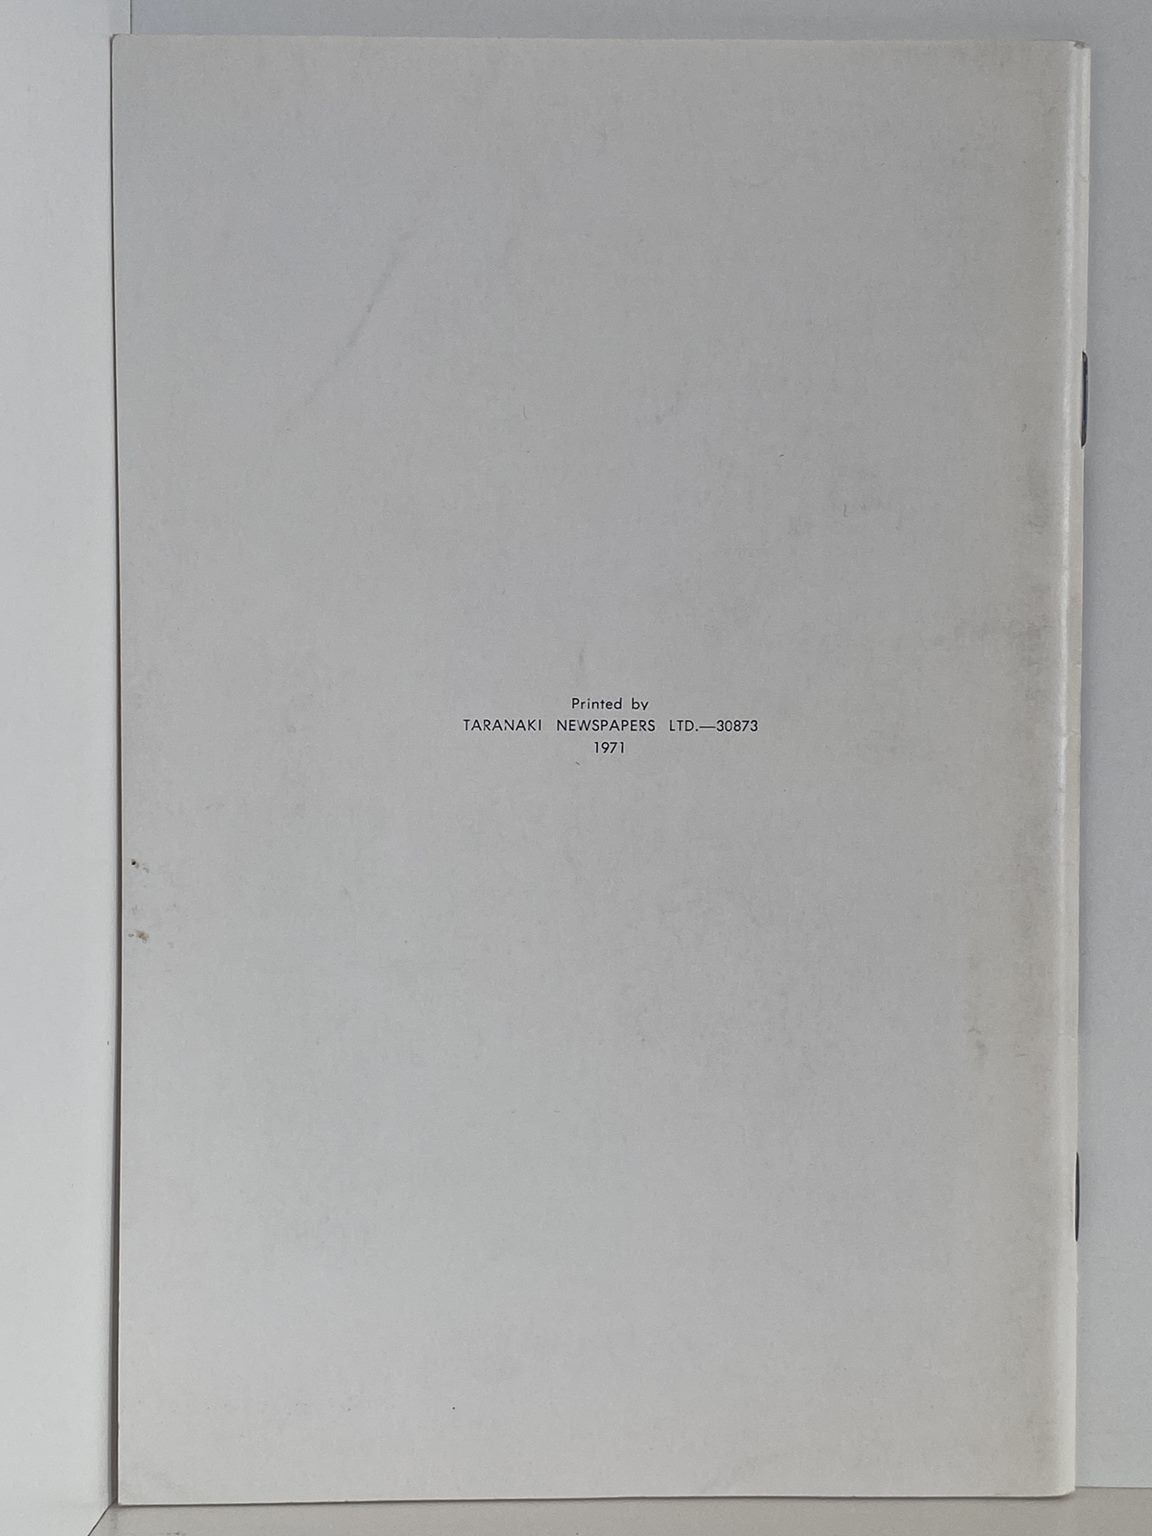 Printed by
TARANAKI NEWSPAPERS LTD.—30873
1971